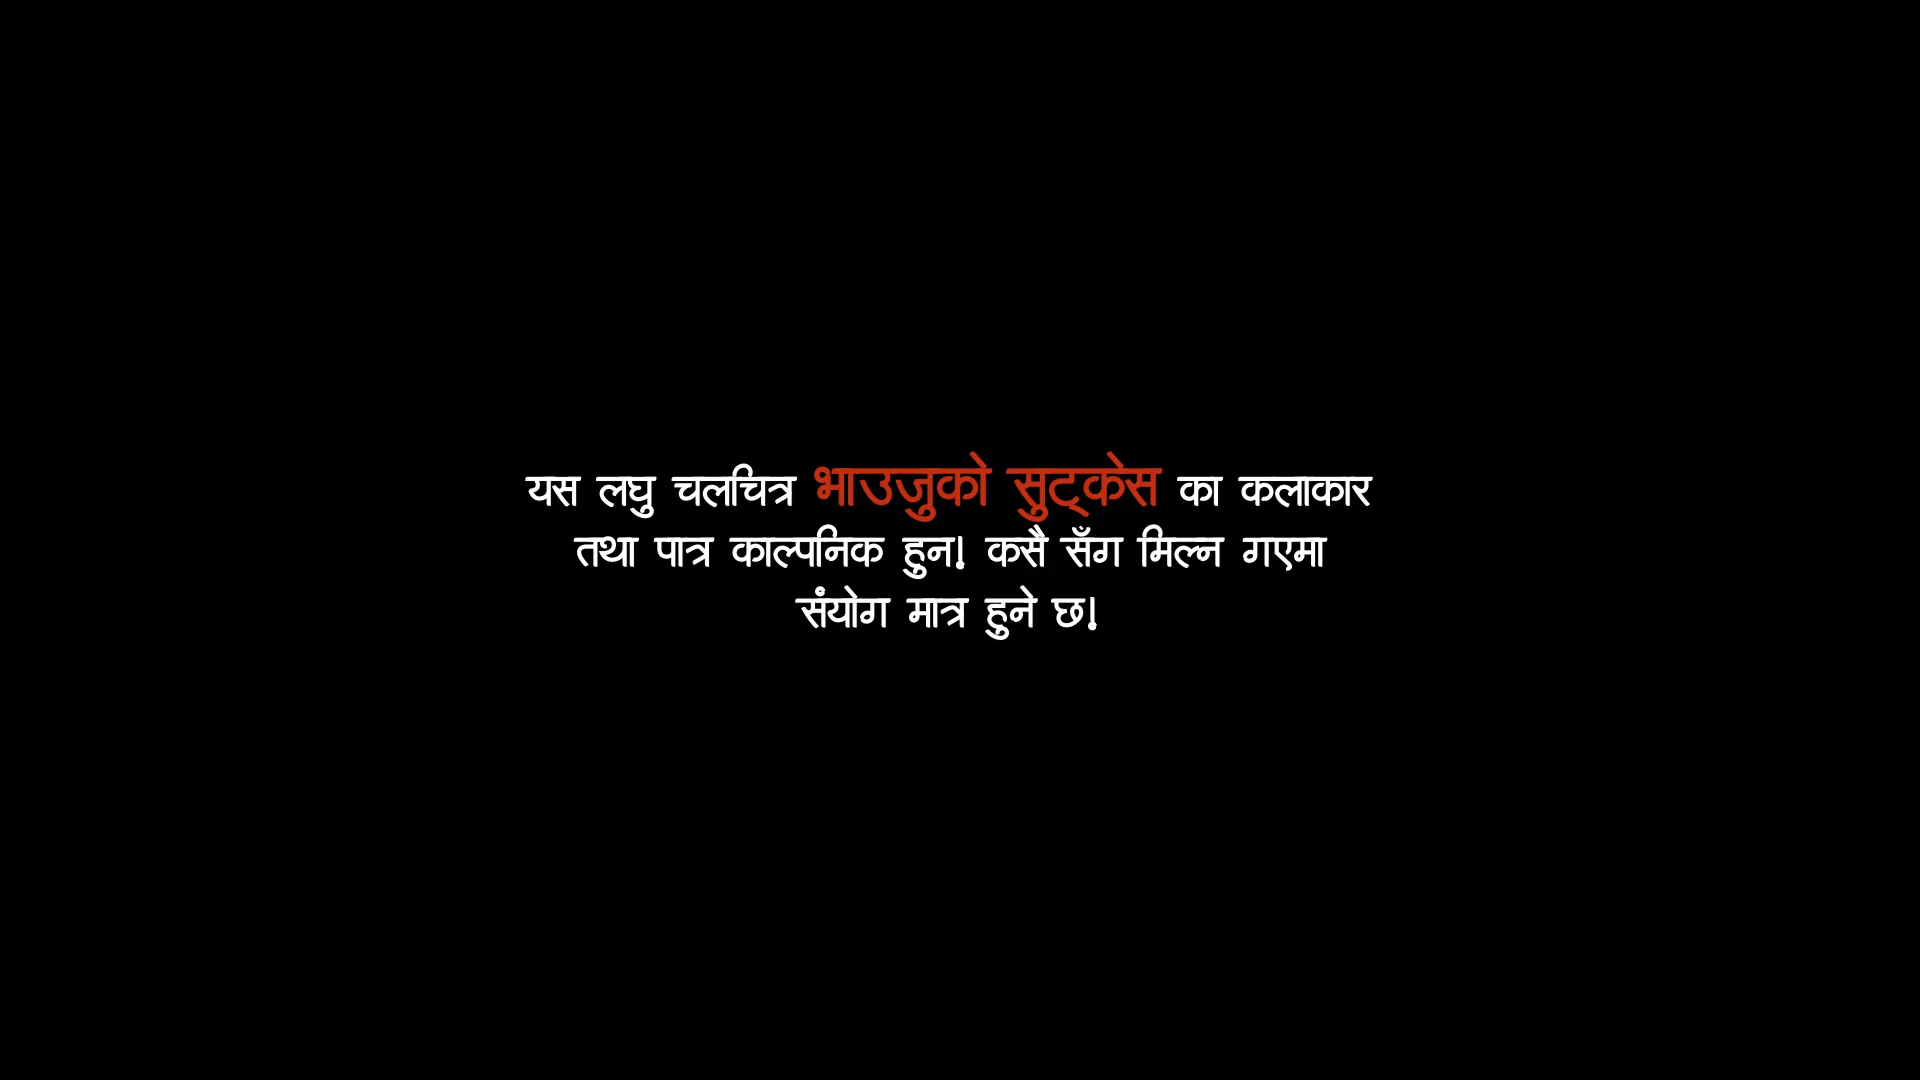 यस लघु चलचित्र भाउजुको सुट्केस का कलाकार
तथा पात्र काल्पनिक हुन। कसै सँग मिल्न गएमा
संयोग मात्र हुने छ।